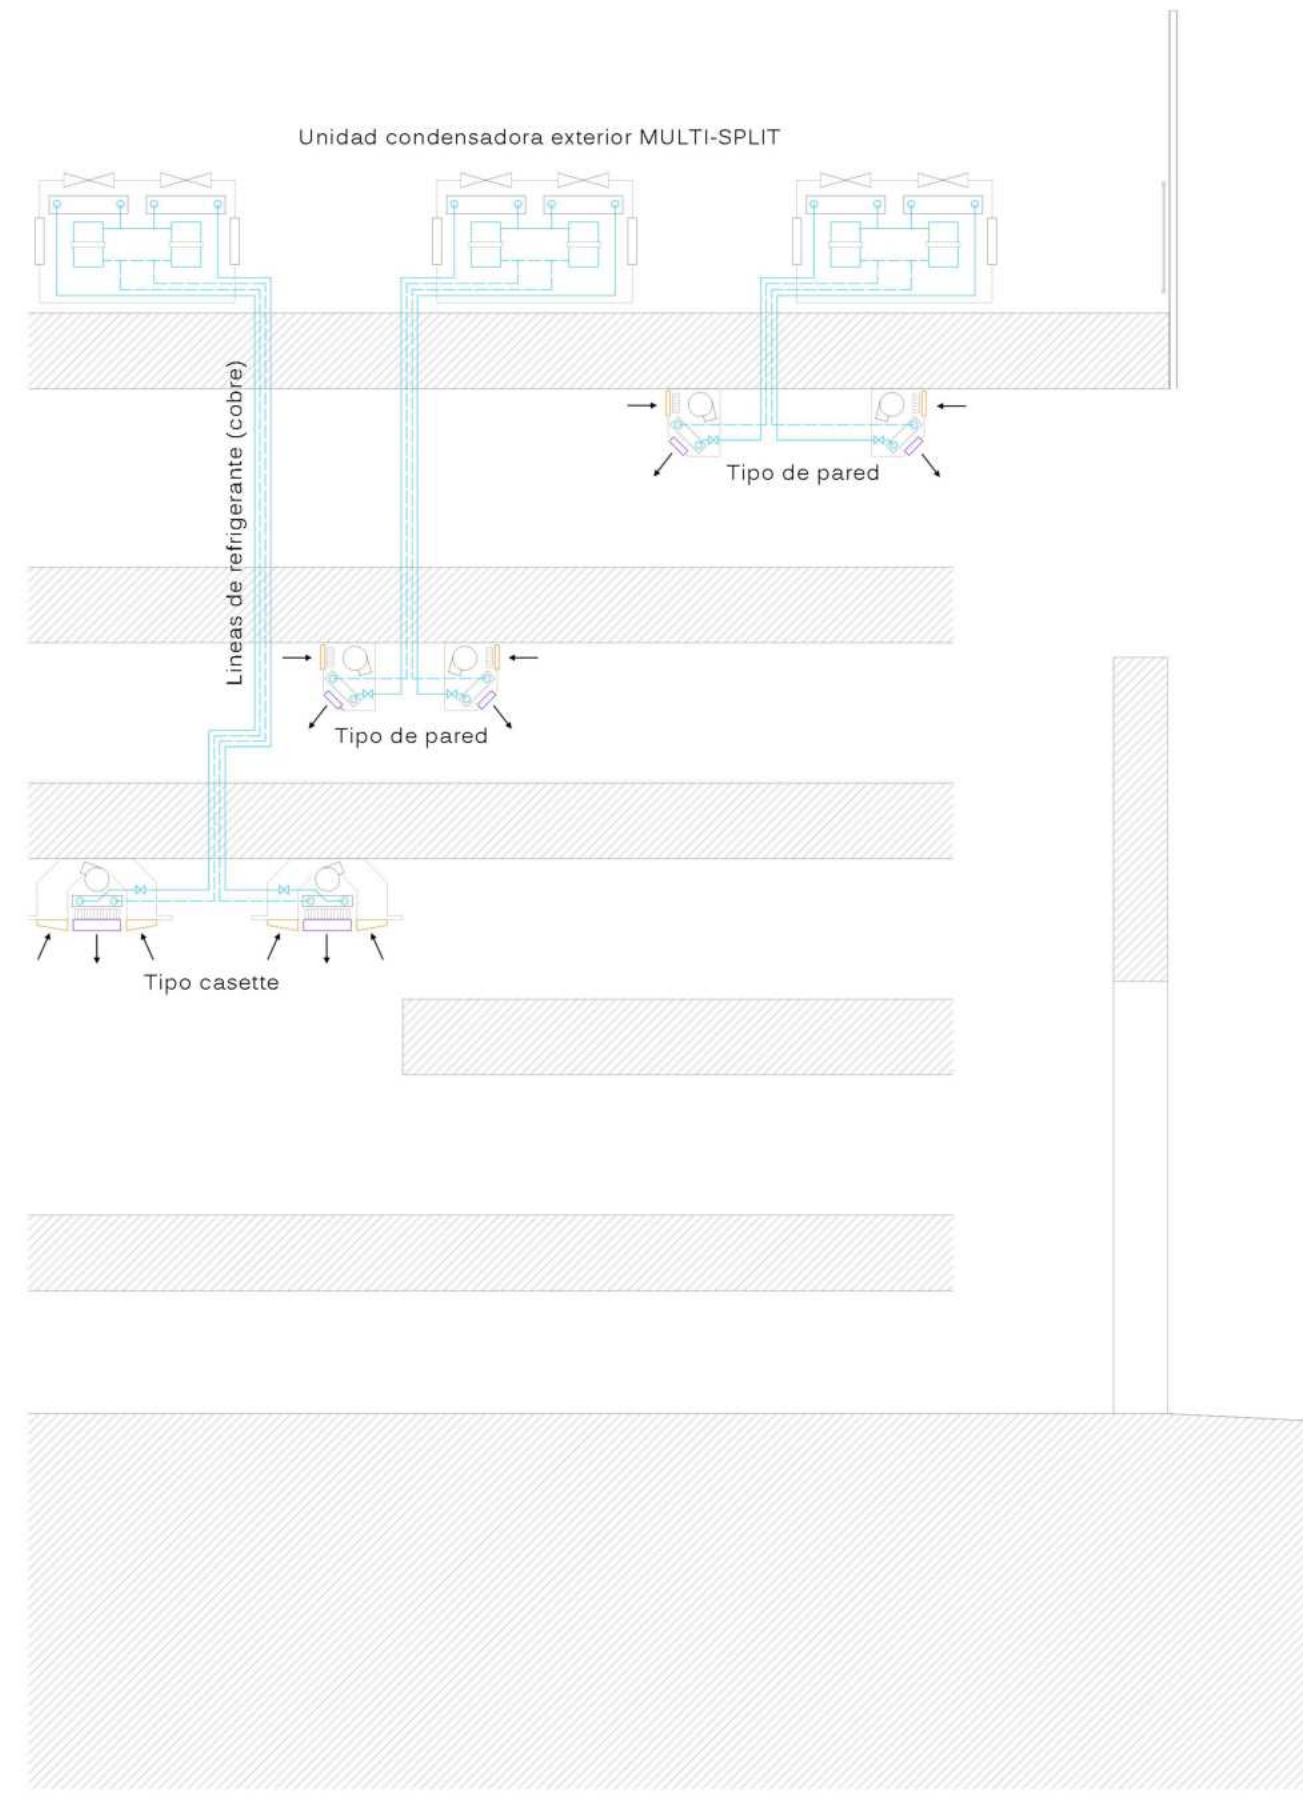 Unidad condensadora exterior MULTI-SPLIT
Lineas de refrigerante (cobre)
Tipo de pared
Tipo de pared
Tipo casette